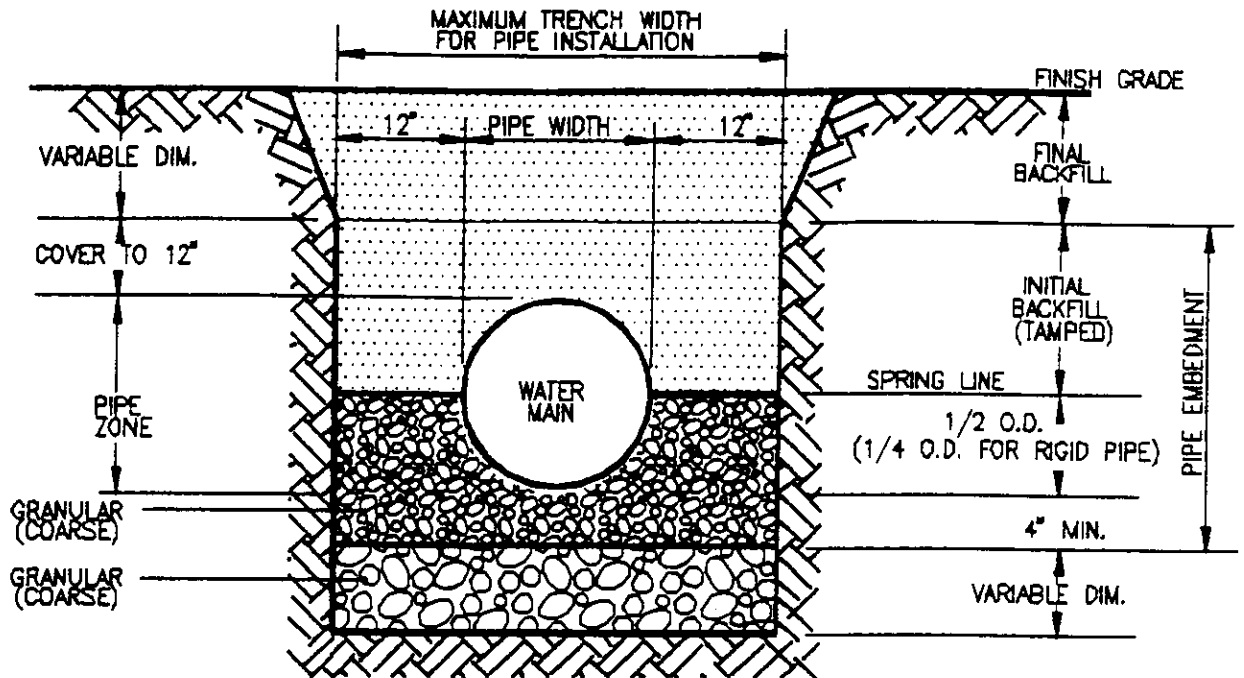 MAXIMUM TRENCH WIDTH
FOR PIPE INSTALLATION
FINISH GRADE
12"
PIPE WIDTH
12"
VARIABLE DIM.
FINAL
BACKFILL
COVER TO 12"
INITIAL
BACKFILL
(TAMPED)
PIPE EMBEDMENT
WATER
MAIN
SPRING LINE
PIPE
ZONE
1/2 O.D.
(1/4 O.D. FOR RIGID PIPE)
GRANULAR
(COARSE)
4" MIN.
GRANULAR
(COARSE)
VARIABLE DIM.